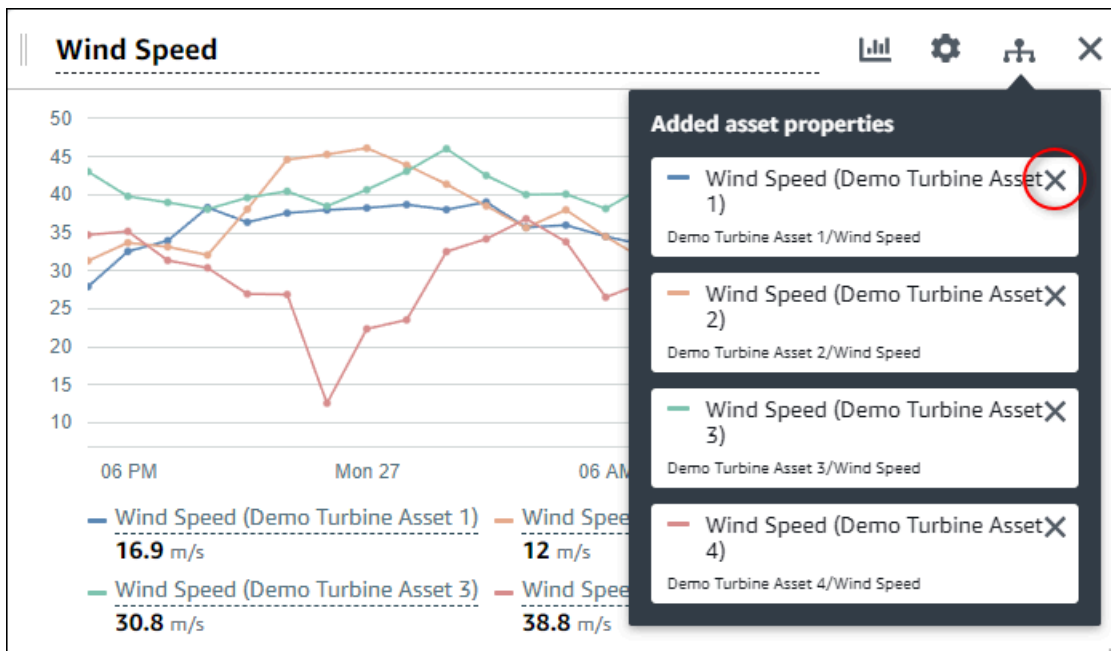 Wind Speed
Added asset properties
Wind Speed (Demo Turbine Asset
1)
Demo Turbine Asset 1/Wind Speed
Wind Speed (Demo Turbine Asset
2)
Demo Turbine Asset 2/Wind Speed
Wind Speed (Demo Turbine Asset
3)
Demo Turbine Asset 3/Wind Speed
Wind Speed (Demo Turbine Asset
4)
Demo Turbine Asset 4/Wind Speed
50
45
40
35
30
25
20
15
10
06 PM Mon 27 06 AM
Wind Speed (Demo Turbine Asset 1) Wind Spee
16.9 m/s 12 m/s
Wind Speed (Demo Turbine Asset 3) Wind Spee
30.8 m/s 38.8 m/s